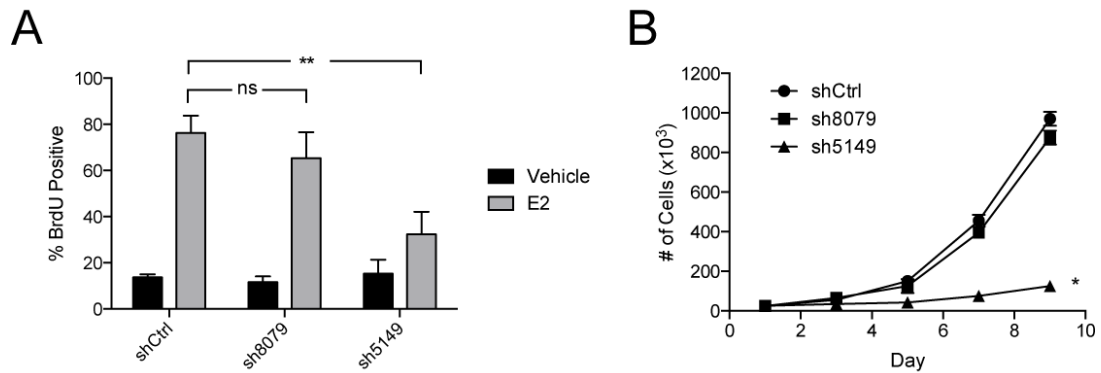 A
**
ns
100
80
60
40
20
0
% BrdU Positive
shCtrl
sh8079
sh5149
Vehicle
E2
B
1200
1000
800
600
400
200
0
# of Cells (x10³)
shCtrl
sh8079
sh5149
*
0 2 4 6 8 10
Day